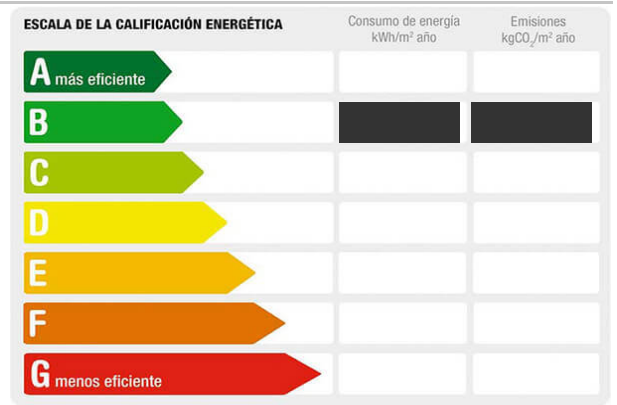 ESCALA DE LA CALIFICACIÓN ENERGÉTICA
Consumo de energía
kWh/m² año
Emisiones
kgCO₂/m² año
A más eficiente
B
C
D
E
F
G menos eficiente